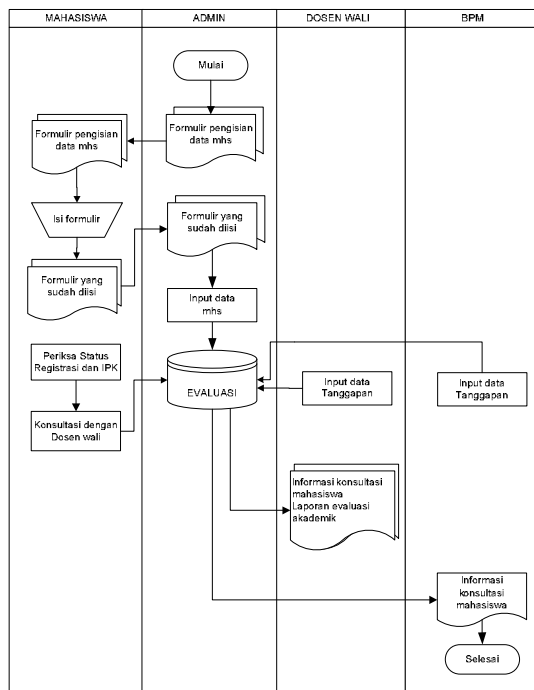 MAHASISWA
ADMIN
DOSEN WALI
BPM
Mulai
Formulir pengisian
data mhs
Formulir pengisian
data mhs
Isi formulir
Formulir yang
sudah diisi
Formulir yang
sudah diisi
Input data
mhs
Periksa Status
Registrasi dan IPK
EVALUASI
Input data
Tanggapan
Input data
Tanggapan
Konsultasi dengan
Dosen wali
Informasi konsultasi
mahasiswa
Laporan evaluasi
akademik
Informasi
konsultasi
mahasiswa
Selesai